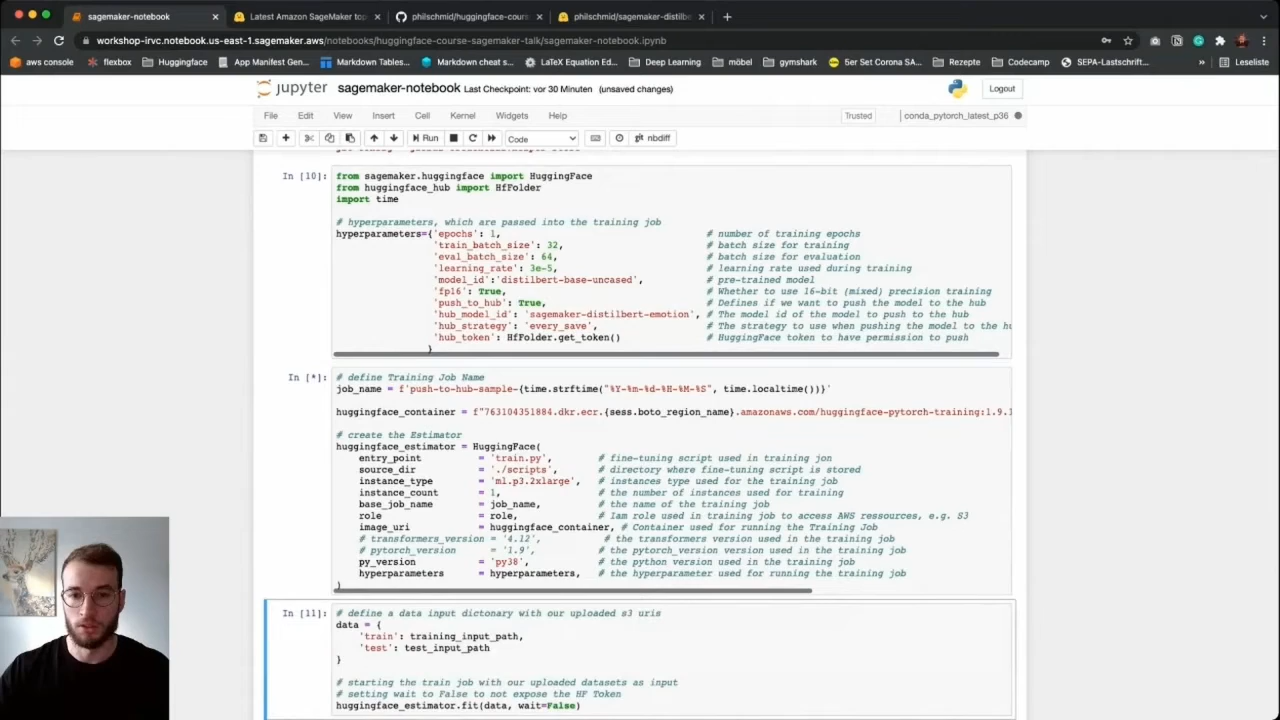 sagemaker-notebook
Latest Amazon SageMaker top
philschmid/huggingface-cours
philschmid/sagemaker-distilbe
workshop-irvc.notebook.us-east-1.sagemaker.aws/notebooks/huggingface-course-sagemaker-talk/sagemaker-notebook.ipynb
aws console flexbox Huggingface App Manifest Gen... Markdown Tables... Markdown cheat s... LaTeX Equation Ed... Deep Learning möbel gymshark 5er Set Corona SA... Rezepte Codecamp SEPA-Lastschrift... » Leseliste
jupyter sagemaker-notebook Last Checkpoint: vor 30 Minuten (unsaved changes) Logout
File Edit View Insert Cell Kernel Widgets Help Trusted conda_pytorch_latest_p36
Run Code nbdiff
In [10]: from sagemaker.huggingface import HuggingFace
from huggingface_hub import HfFolder
import time
# hyperparameters, which are passed into the training job
hyperparameters={'epochs': 1, # number of training epochs
'train_batch_size': 32, # batch size for training
'eval_batch_size': 64, # batch size for evaluation
'learning_rate': 3e-5, # learning rate used during training
'model_id':'distilbert-base-uncased', # pre-trained model
'fp16': True, # Whether to use 16-bit (mixed) precision training
'push_to_hub': True, # Defines if we want to push the model to the hub
'hub_model_id': 'sagemaker-distilbert-emotion', # The model id of the model to push to the hub
'hub_strategy': 'every_save', # The strategy to use when pushing the model to the hu
'hub_token': HfFolder.get_token() # HuggingFace token to have permission to push
}
In [*]: # define Training Job Name
job_name = f'push-to-hub-sample-{time.strftime("%Y-%m-%d-%H-%M-%S", time.localtime())}'
huggingface_container = f"763104351884.dkr.ecr.{sess.boto_region_name}.amazonaws.com/huggingface-pytorch-training:1.9.1
# create the Estimator
huggingface_estimator = HuggingFace(
entry_point = 'train.py', # fine-tuning script used in training jon
source_dir = './scripts', # directory where fine-tuning script is stored
instance_type = 'ml.p3.2xlarge', # instances type used for the training job
instance_count = 1, # the number of instances used for training
base_job_name = job_name, # the name of the training job
role = role, # Iam role used in training job to access AWS ressources, e.g. S3
image_uri = huggingface_container, # Container used for running the Training Job
# transformers_version = '4.12', # the transformers version used in the training job
# pytorch_version = '1.9', # the pytorch_version version used in the training job
py_version = 'py38', # the python version used in the training job
hyperparameters = hyperparameters, # the hyperparameter used for running the training job
)
In [11]: # define a data input dictonary with our uploaded s3 uris
data = {
'train': training_input_path,
'test': test_input_path
}
# starting the train job with our uploaded datasets as input
# setting wait to False to not expose the HF Token
huggingface_estimator.fit(data, wait=False)